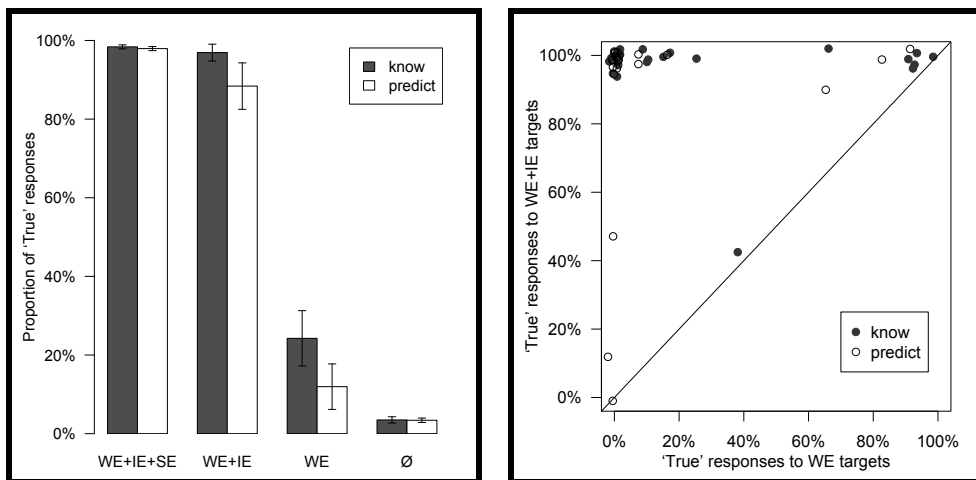 Proportion of 'True' responses
100%
80%
60%
40%
20%
0%
know
predict
WE+IE+SE
WE+IE
WE
Ø
'True' responses to WE+IE targets
100%
80%
60%
40%
20%
0%
know
predict
0%
20%
40%
60%
80%
100%
'True' responses to WE targets